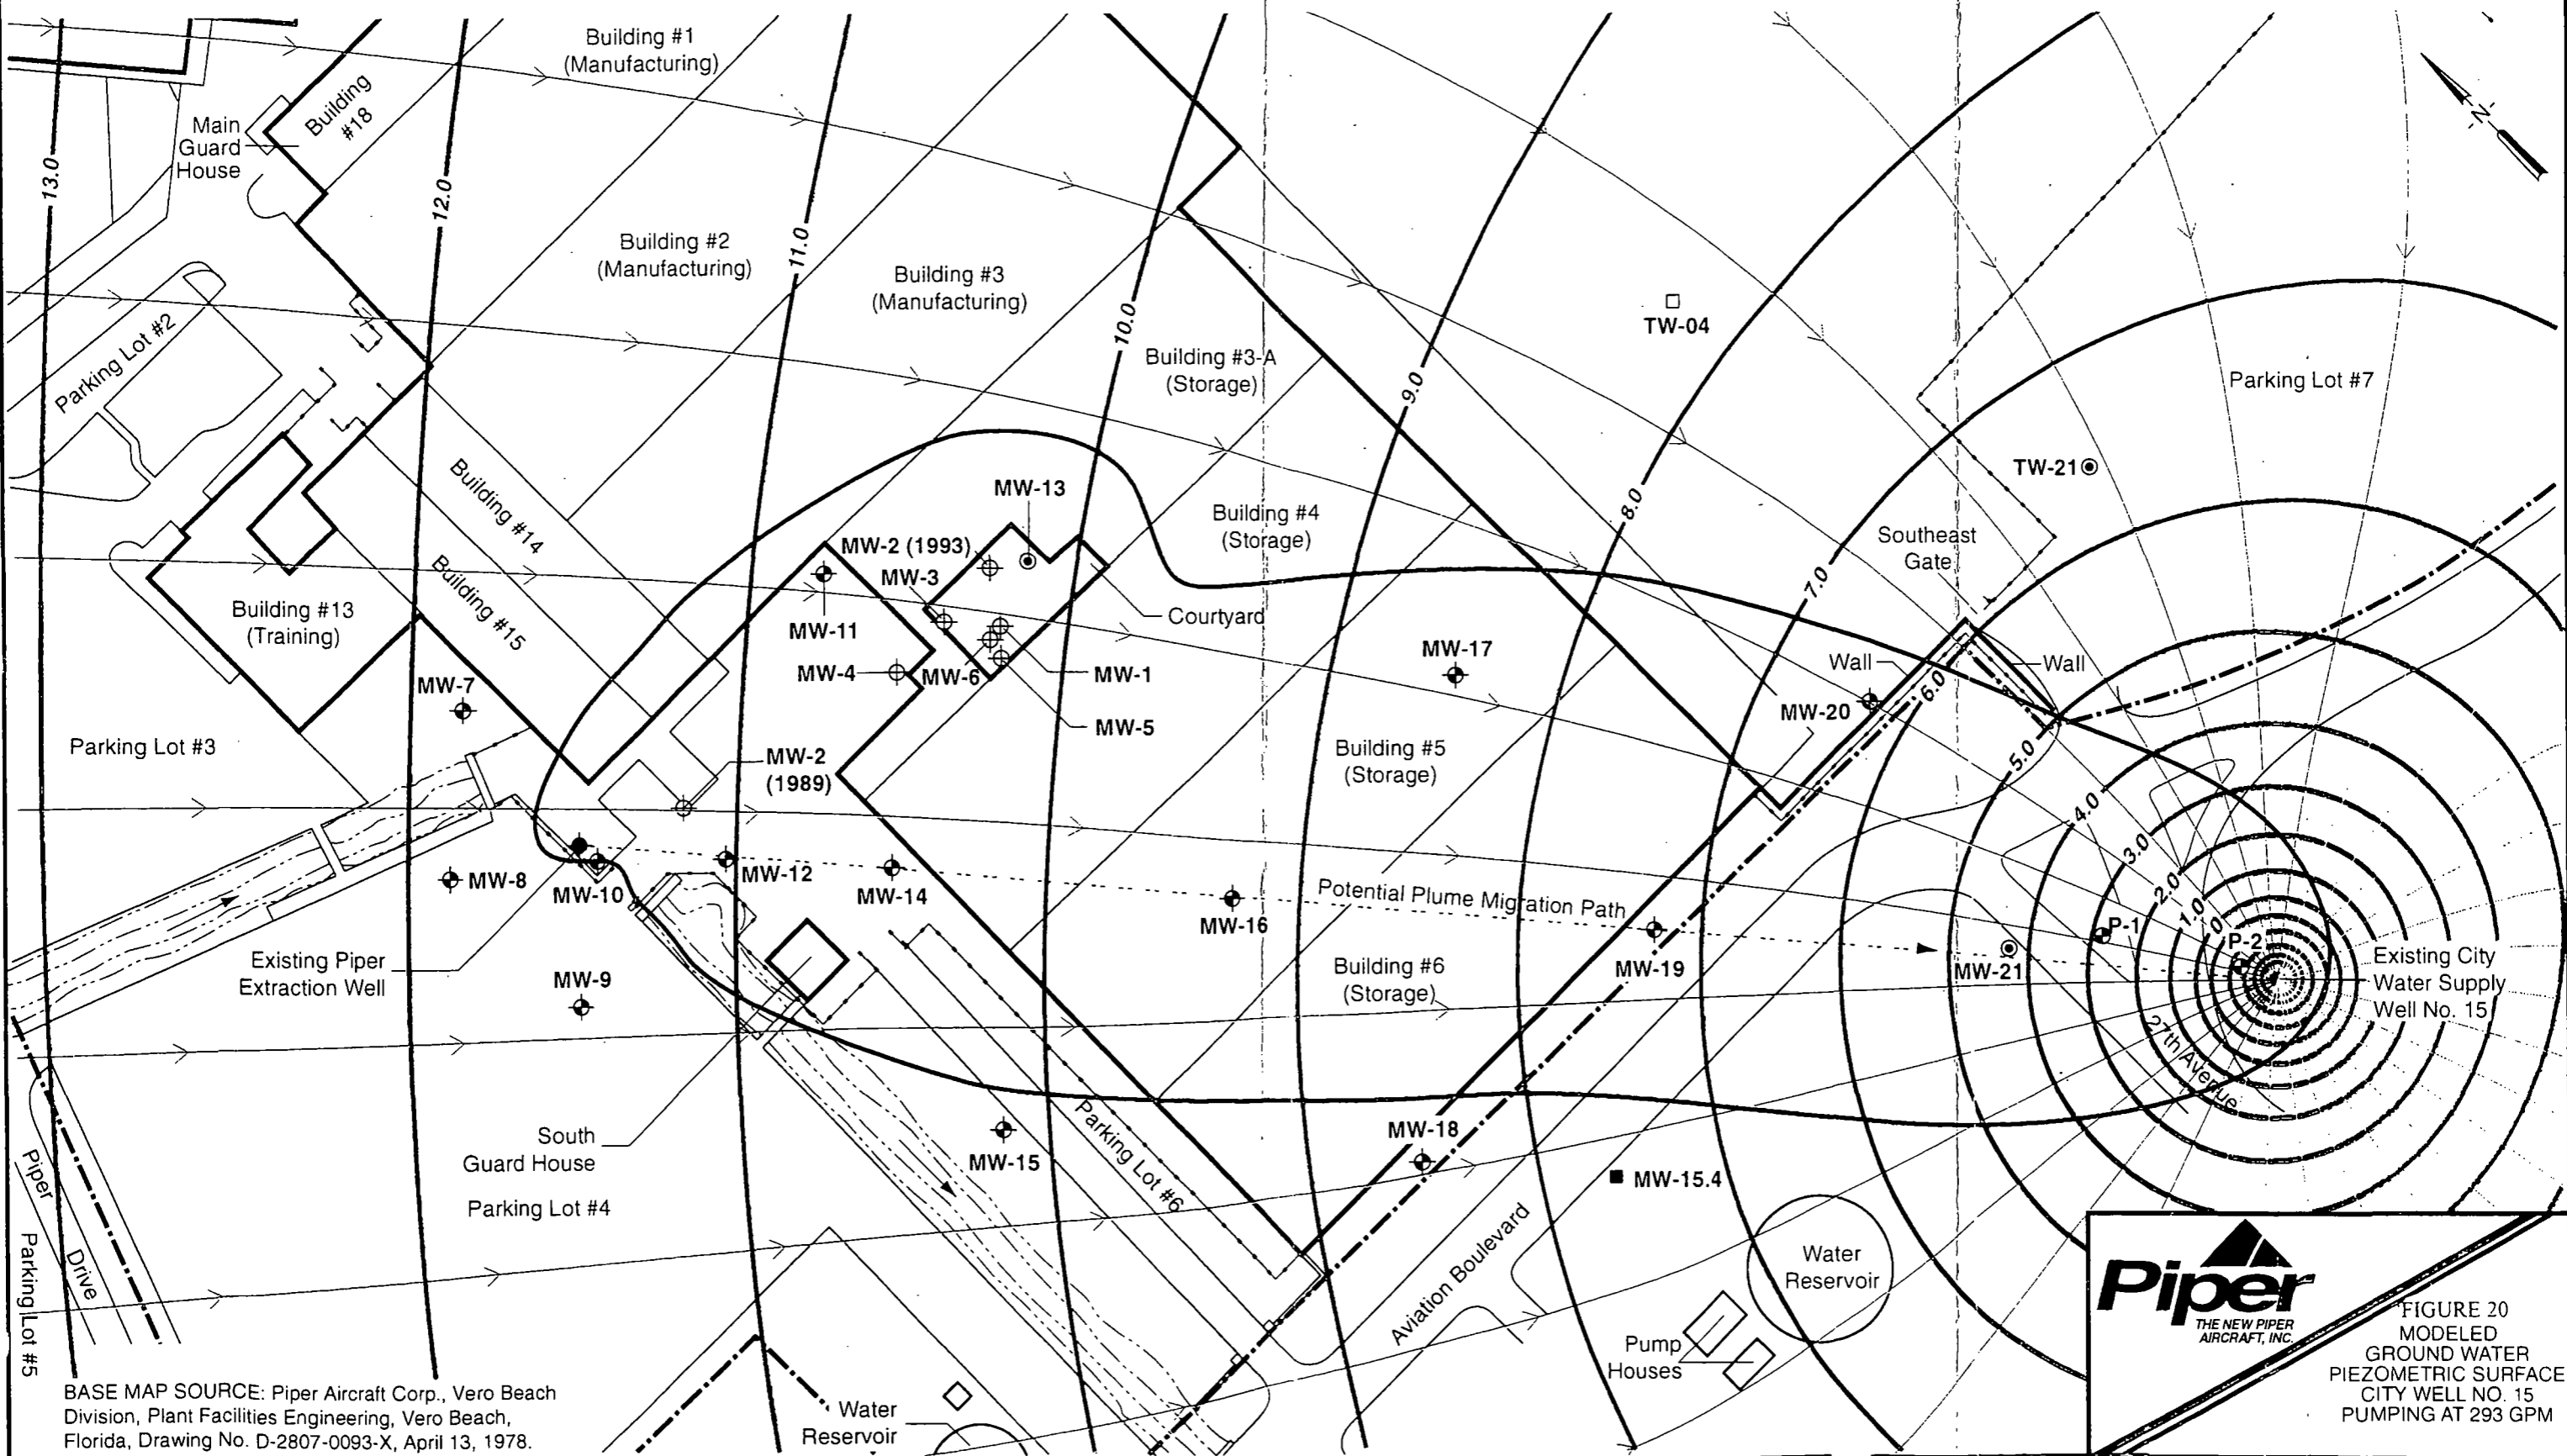 Building #1
(Manufacturing)
Building
#18
Main
Guard
House
13.0
12.0
11.0
10.0
9.0
8.0
7.0
6.0
5.0
4.0
3.0
2.0
1.0
0
-N-
Building #2
(Manufacturing)
Building #3
(Manufacturing)
Building #3-A
(Storage)
TW-04
Parking Lot #7
Parking Lot #2
TW-21
Building #14
MW-13
Building #4
(Storage)
MW-2 (1993)
MW-3
Southeast
Gate
Building #15
Building #13
(Training)
MW-11
Courtyard
MW-4
MW-6
MW-1
MW-17
Wall
Wall
MW-7
MW-20
MW-5
Parking Lot #3
MW-2
(1989)
Building #5
(Storage)
MW-8
MW-10
MW-12
MW-14
MW-16
Potential Plume Migration Path
P-1
P-2
Existing Piper
Extraction Well
MW-9
Building #6
(Storage)
MW-19
MW-21
Existing City
Water Supply
Well No. 15
27th Avenue
South
Guard House
MW-15
Parking Lot #6
MW-18
MW-15.4
Parking Lot #4
Piper
Drive
Parking Lot #5
Aviation Boulevard
Water
Reservoir
Pump
Houses
Water
Reservoir
BASE MAP SOURCE: Piper Aircraft Corp., Vero Beach
Division, Plant Facilities Engineering, Vero Beach,
Florida, Drawing No. D-2807-0093-X, April 13, 1978.
Piper
THE NEW PIPER
AIRCRAFT, INC.
FIGURE 20
MODELED
GROUND WATER
PIEZOMETRIC SURFACE
CITY WELL NO. 15
PUMPING AT 293 GPM